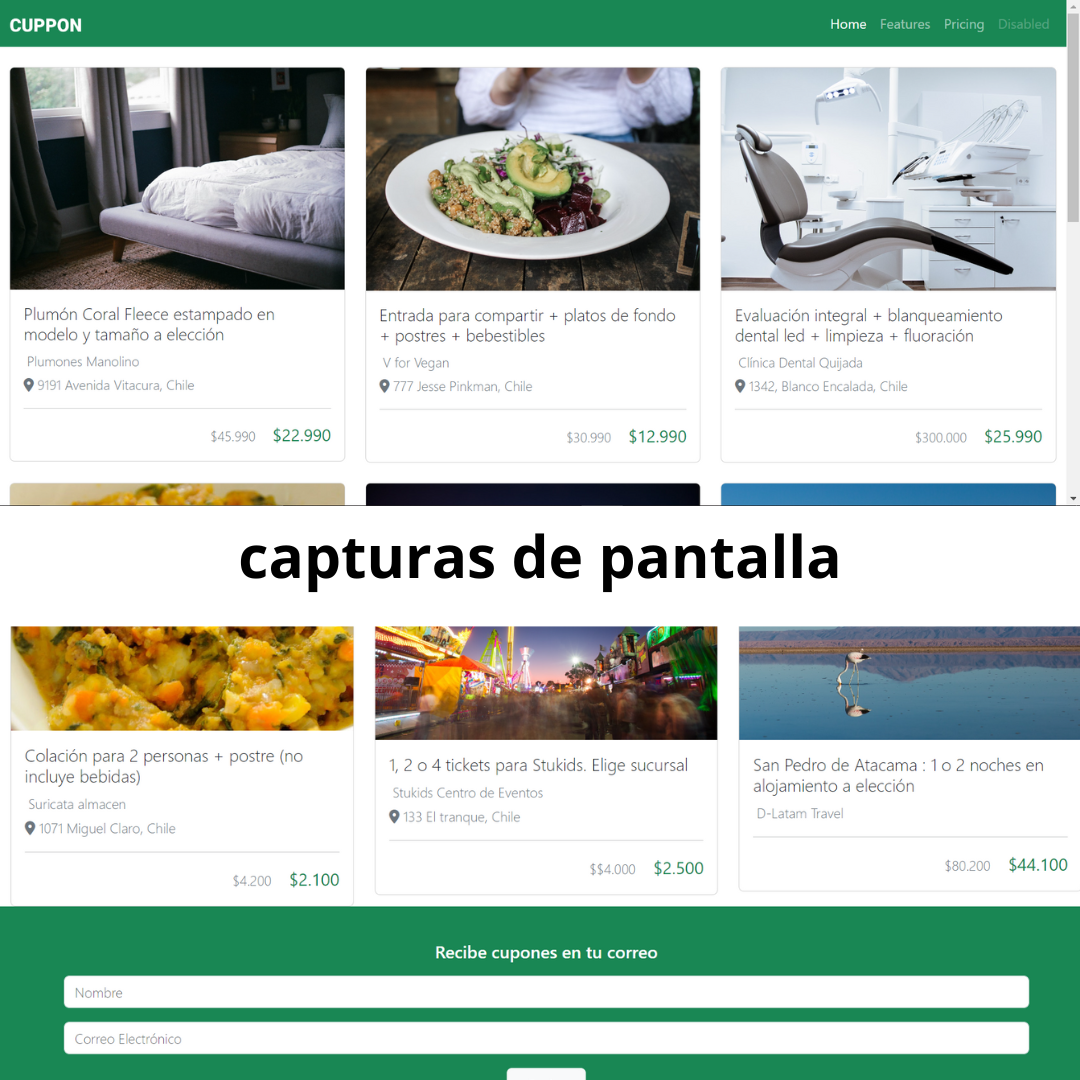 CUPPON
Home Features Pricing Disabled
Plumón Coral Fleece estampado en
modelo y tamaño a elección
Plumones Manolino
9191 Avenida Vitacura, Chile
$45.990 $22.990
Entrada para compartir + platos de fondo
+ postres + bebestibles
V for Vegan
777 Jesse Pinkman, Chile
$30.990 $12.990
Evaluación integral + blanqueamiento
dental led + limpieza + fluoración
Clínica Dental Quijada
1342, Blanco Encalada, Chile
$300.000 $25.990
capturas de pantalla
Colación para 2 personas + postre (no
incluye bebidas)
Suricata almacen
1071 Miguel Claro, Chile
$4.200 $2.100
1, 2 o 4 tickets para Stukids. Elige sucursal
Stukids Centro de Eventos
133 El tranque, Chile
$$4.000 $2.500
San Pedro de Atacama : 1 o 2 noches en
alojamiento a elección
D-Latam Travel
$80.200 $44.100
Recibe cupones en tu correo
Nombre
Correo Electrónico